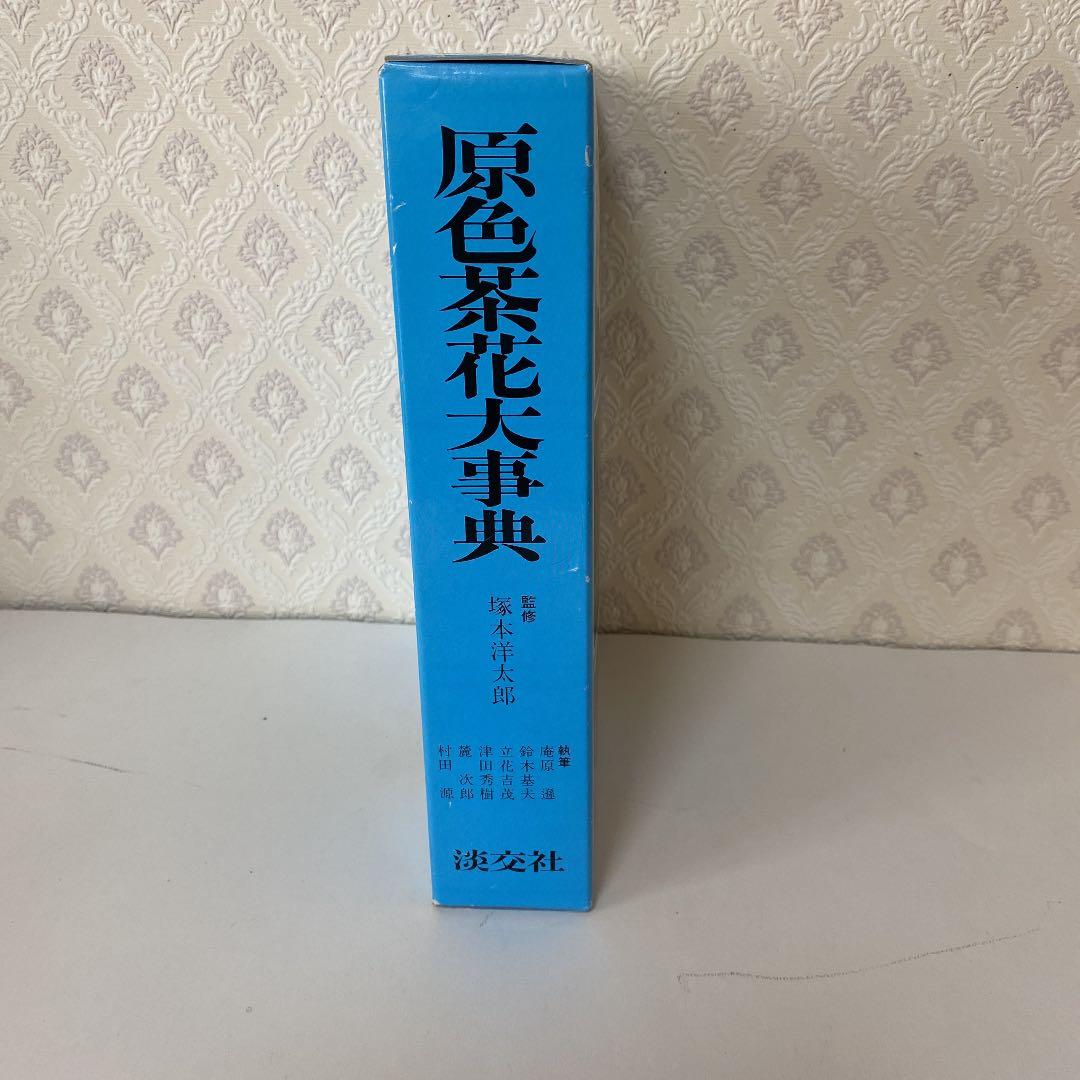 原色茶花大事典
監修
塚本洋太郎
執筆
庵原 遜
鈴木基夫
立花吉茂
津田秀樹
麓 次郎
村田 源
淡交社